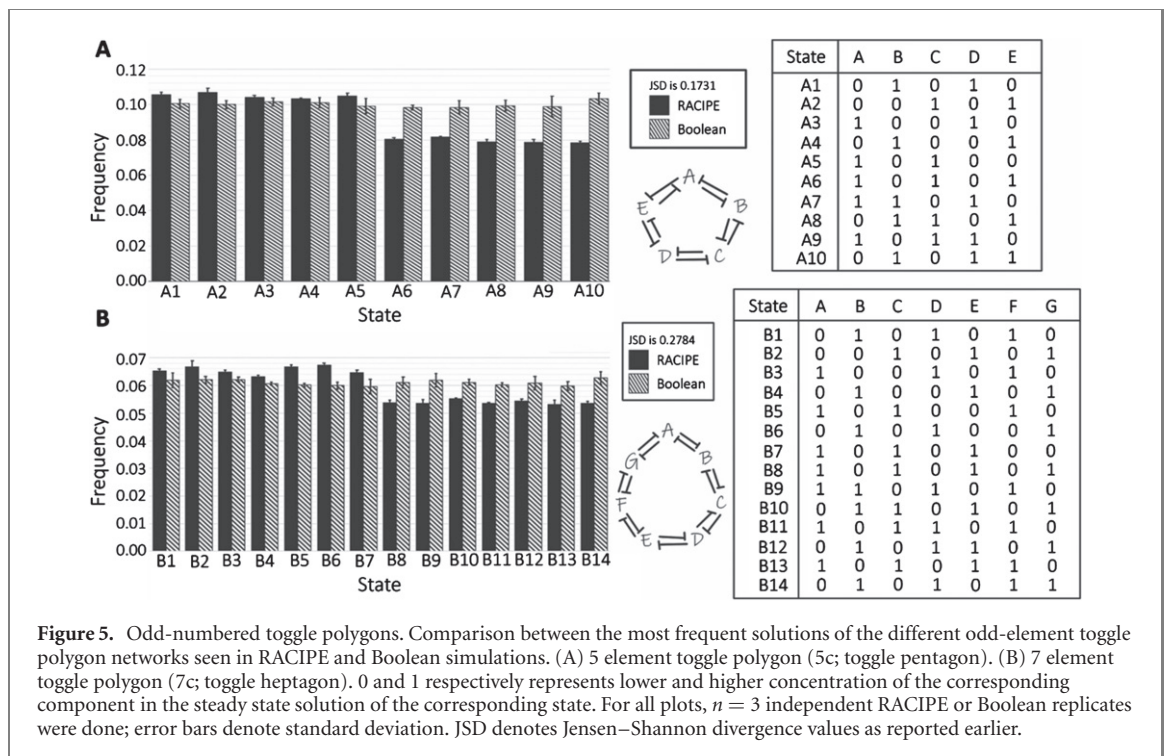 A
0.12
0.10
0.08
0.06
0.04
0.02
0.00
Frequency
A1 A2 A3 A4 A5 A6 A7 A8 A9 A10
State
JSD is 0.1731
RACIPE
Boolean
A
E B
D C
State A B C D E
A1 0 1 0 1 0
A2 0 0 1 0 1
A3 1 0 0 1 0
A4 0 1 0 0 1
A5 1 0 1 0 0
A6 1 0 1 0 1
A7 1 1 0 1 0
A8 0 1 1 0 1
A9 1 0 1 1 0
A10 0 1 0 1 1
B
0.07
0.06
0.05
0.04
0.03
0.02
0.01
0.00
Frequency
B1 B2 B3 B4 B5 B6 B7 B8 B9 B10 B11 B12 B13 B14
State
JSD is 0.2784
RACIPE
Boolean
A
G B
F C
E D
State A B C D E F G
B1 0 1 0 1 0 1 0
B2 0 0 1 0 1 0 1
B3 1 0 0 1 0 1 0
B4 0 1 0 0 1 0 1
B5 1 0 1 0 0 1 0
B6 0 1 0 1 0 0 1
B7 1 0 1 0 1 0 0
B8 1 0 1 0 1 0 1
B9 1 1 0 1 0 1 0
B10 0 1 1 0 1 0 1
B11 1 0 1 1 0 1 0
B12 0 1 0 1 1 0 1
B13 1 0 1 0 1 1 0
B14 0 1 0 1 0 1 1
Figure 5. Odd-numbered toggle polygons. Comparison between the most frequent solutions of the different odd-element toggle
polygon networks seen in RACIPE and Boolean simulations. (A) 5 element toggle polygon (5c; toggle pentagon). (B) 7 element
toggle polygon (7c; toggle heptagon). 0 and 1 respectively represents lower and higher concentration of the corresponding
component in the steady state solution of the corresponding state. For all plots, n = 3 independent RACIPE or Boolean replicates
were done; error bars denote standard deviation. JSD denotes Jensen–Shannon divergence values as reported earlier.